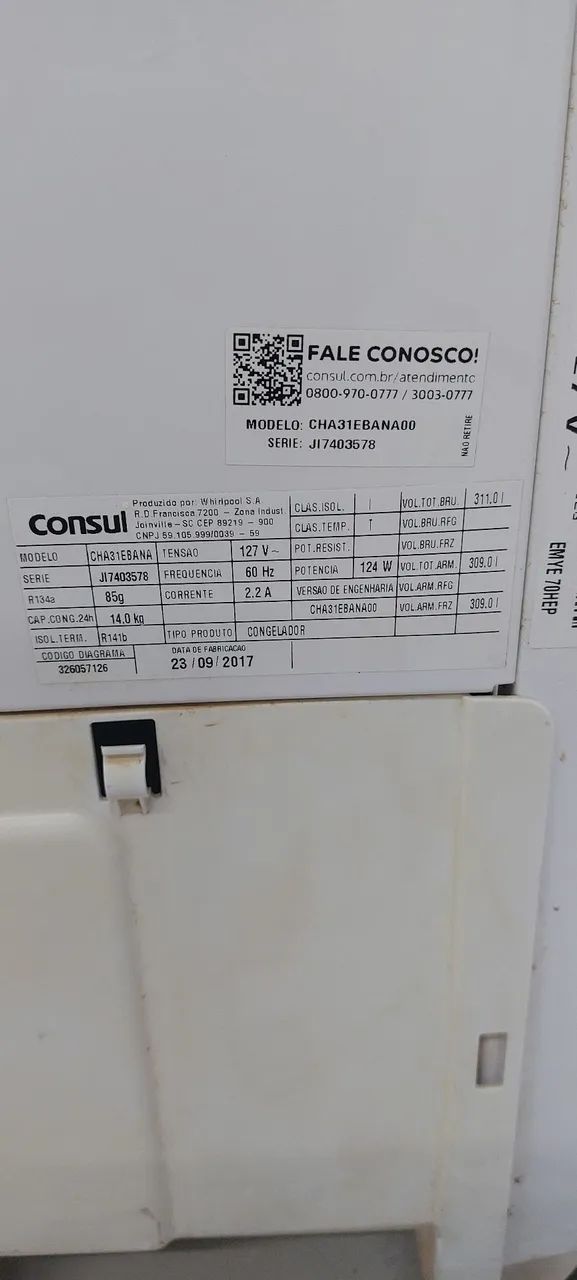 FALE CONOSCO!
consul.com.br/atendimento
0800-970-0777 / 3003-0777
MODELO: CHA31EBANA00
SERIE: JI7403578
NÃO RETIRE
Consul
Produzido por: Whirlpool S.A
R.D.Francisca 7200 - Zona Indust.
Joinville - SC CEP 89219 - 900
CNPJ 59.105.999/0039 - 59
CLAS.ISOL. I VOL.TOT.BRU. 311.0 l
CLAS.TEMP. T VOL.BRU.RFG
MODELO CHA31EBANA TENSAO 127 V~ POT.RESIST. VOL.BRU.FRZ
SERIE JI7403578 FREQUENCIA 60 Hz POTENCIA 124 W VOL.TOT.ARM. 309.0 l
R134a 85g CORRENTE 2.2 A VERSAO DE ENGENHARIA VOL.ARM.RFG
CAP.CONG.24h 14.0 kg CHA31EBANA00 VOL.ARM.FRZ 309.0 l
ISOL.TERM. R141b TIPO PRODUTO CONGELADOR
CODIGO DIAGRAMA DATA DE FABRICACAO
326057126 23 / 09 / 2017
EMYE 70HEP